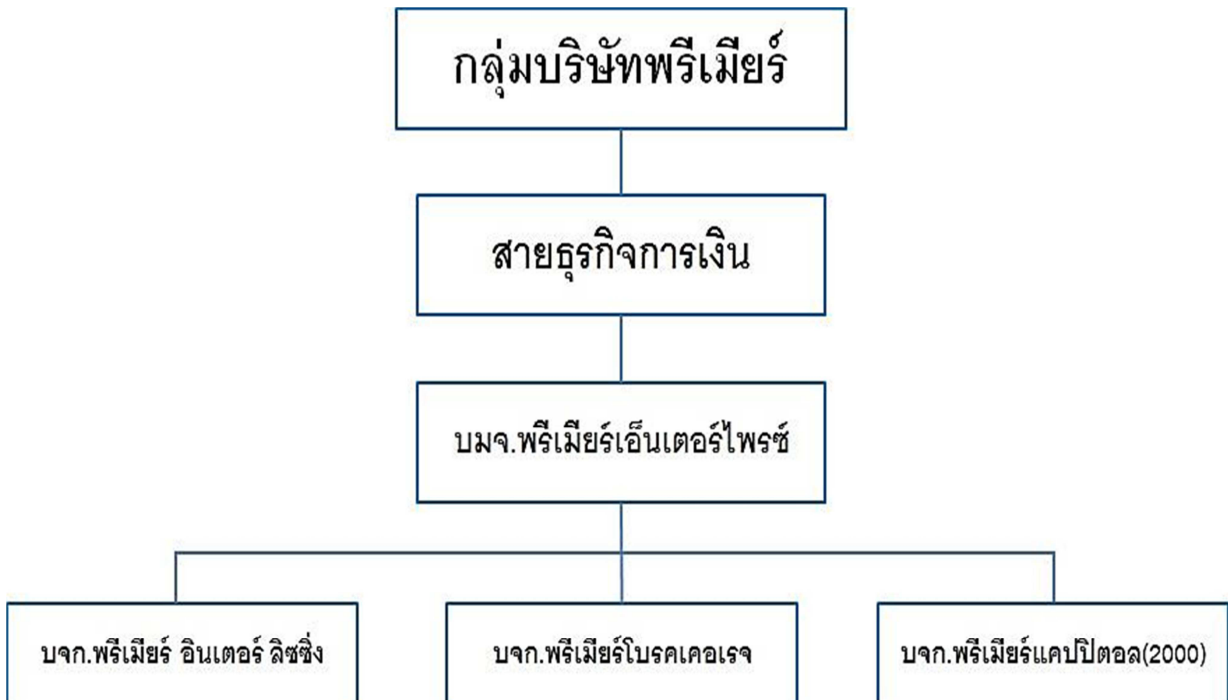 กลุ่มบริษัทพรีเมียร์
สายธุรกิจการเงิน
บมจ.พรีเมียร์เอ็นเตอร์ไพรซ์
บจก.พรีเมียร์ อินเตอร์ ลิซซิ่ง
บจก.พรีเมียร์โบรคเคอเรจ
บจก.พรีเมียร์แคปปิตอล(2000)